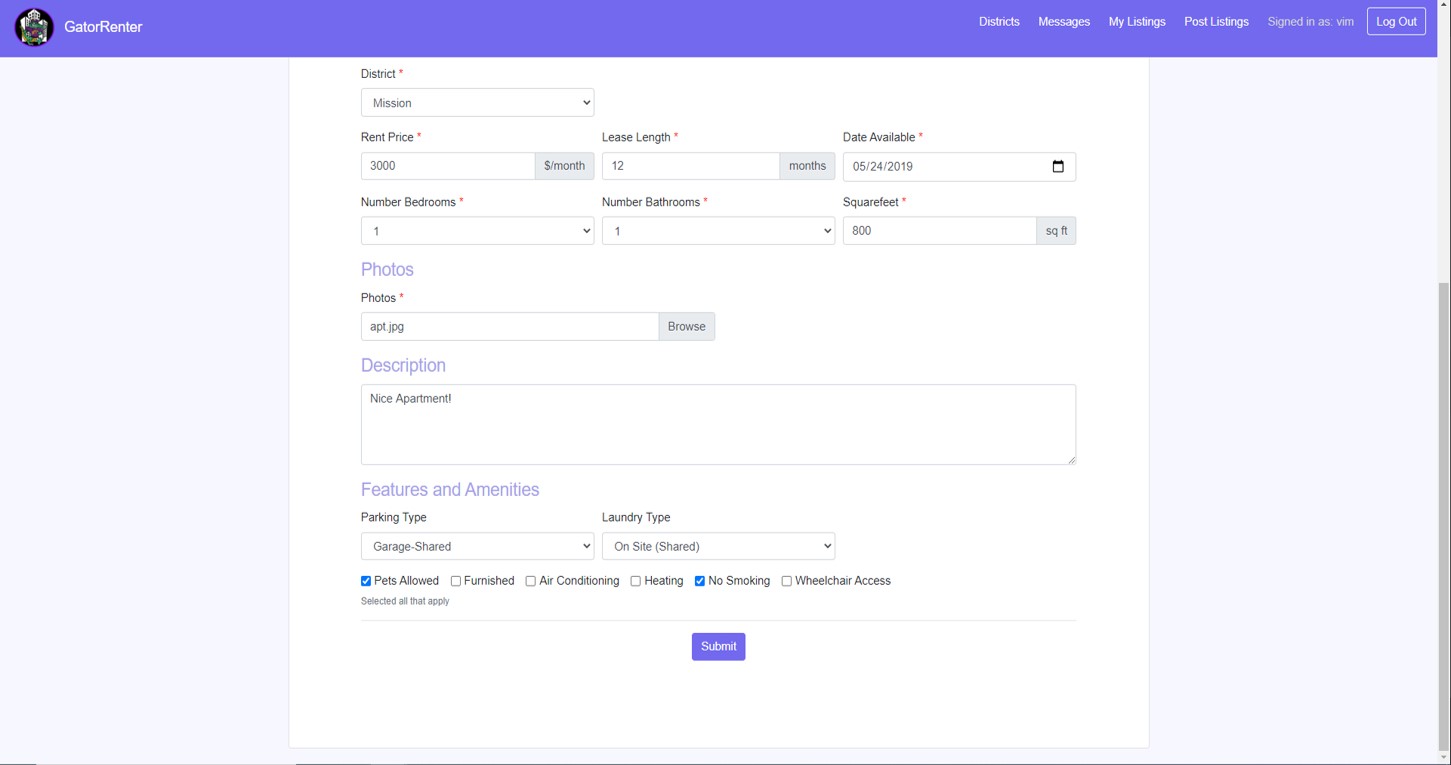 GatorRenter Districts Messages My Listings Post Listings Signed in as: vim Log Out
District *
Mission
Rent Price * Lease Length * Date Available *
3000 $/month 12 months 05/24/2019
Number Bedrooms * Number Bathrooms * Squarefeet *
1 1 800 sq ft
Photos
Photos *
apt.jpg Browse
Description
Nice Apartment!
Features and Amenities
Parking Type Laundry Type
Garage-Shared On Site (Shared)
Pets Allowed Furnished Air Conditioning Heating No Smoking Wheelchair Access
Selected all that apply
Submit